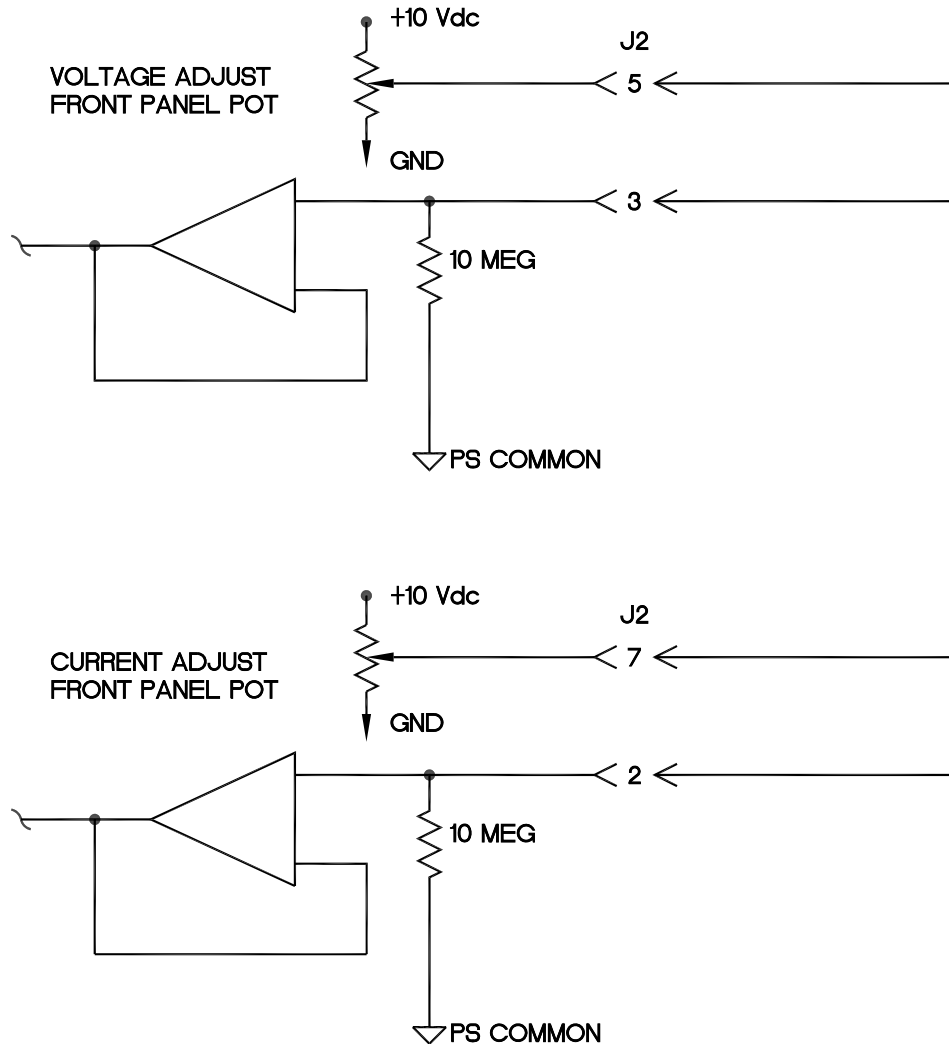 +10 Vdc
J2
VOLTAGE ADJUST
FRONT PANEL POT
5
GND
3
10 MEG
PS COMMON
+10 Vdc
J2
CURRENT ADJUST
FRONT PANEL POT
7
GND
2
10 MEG
PS COMMON